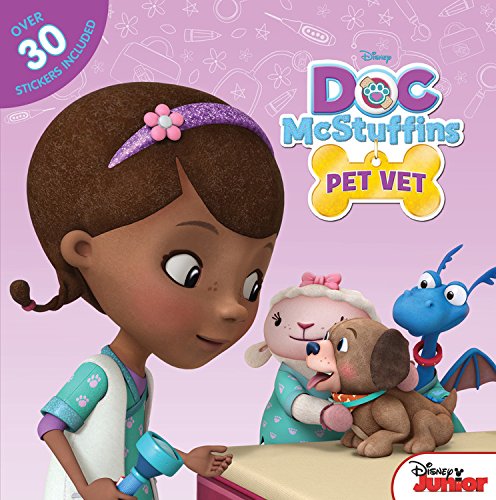 OVER
30
STICKERS INCLUDED
Disney
DOC
McStuffins
PET VET
Disney
Junior